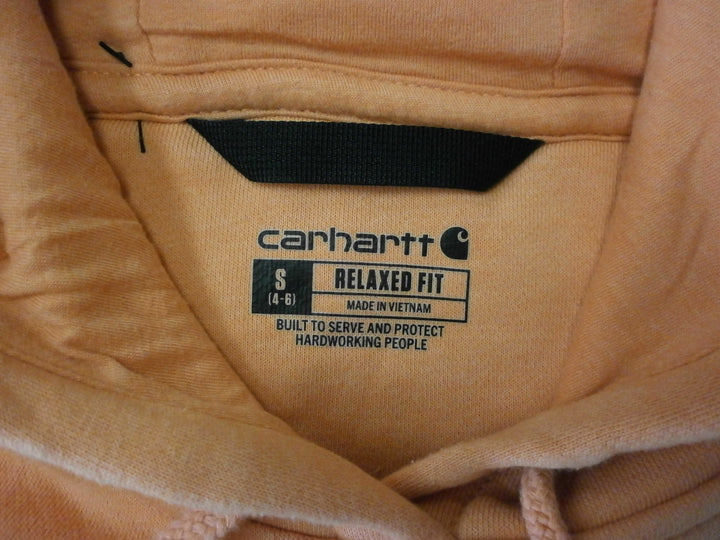 carhartt
S
(4-6)
RELAXED FIT
MADE IN VIETNAM
BUILT TO SERVE AND PROTECT
HARDWORKING PEOPLE